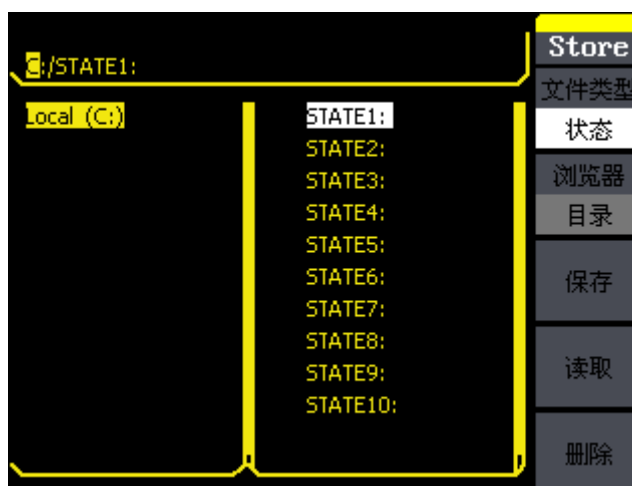 C:/STATE1:
Local (C:)
STATE1:
STATE2:
STATE3:
STATE4:
STATE5:
STATE6:
STATE7:
STATE8:
STATE9:
STATE10:
Store
文件类型
状态
浏览器
目录
保存
读取
删除